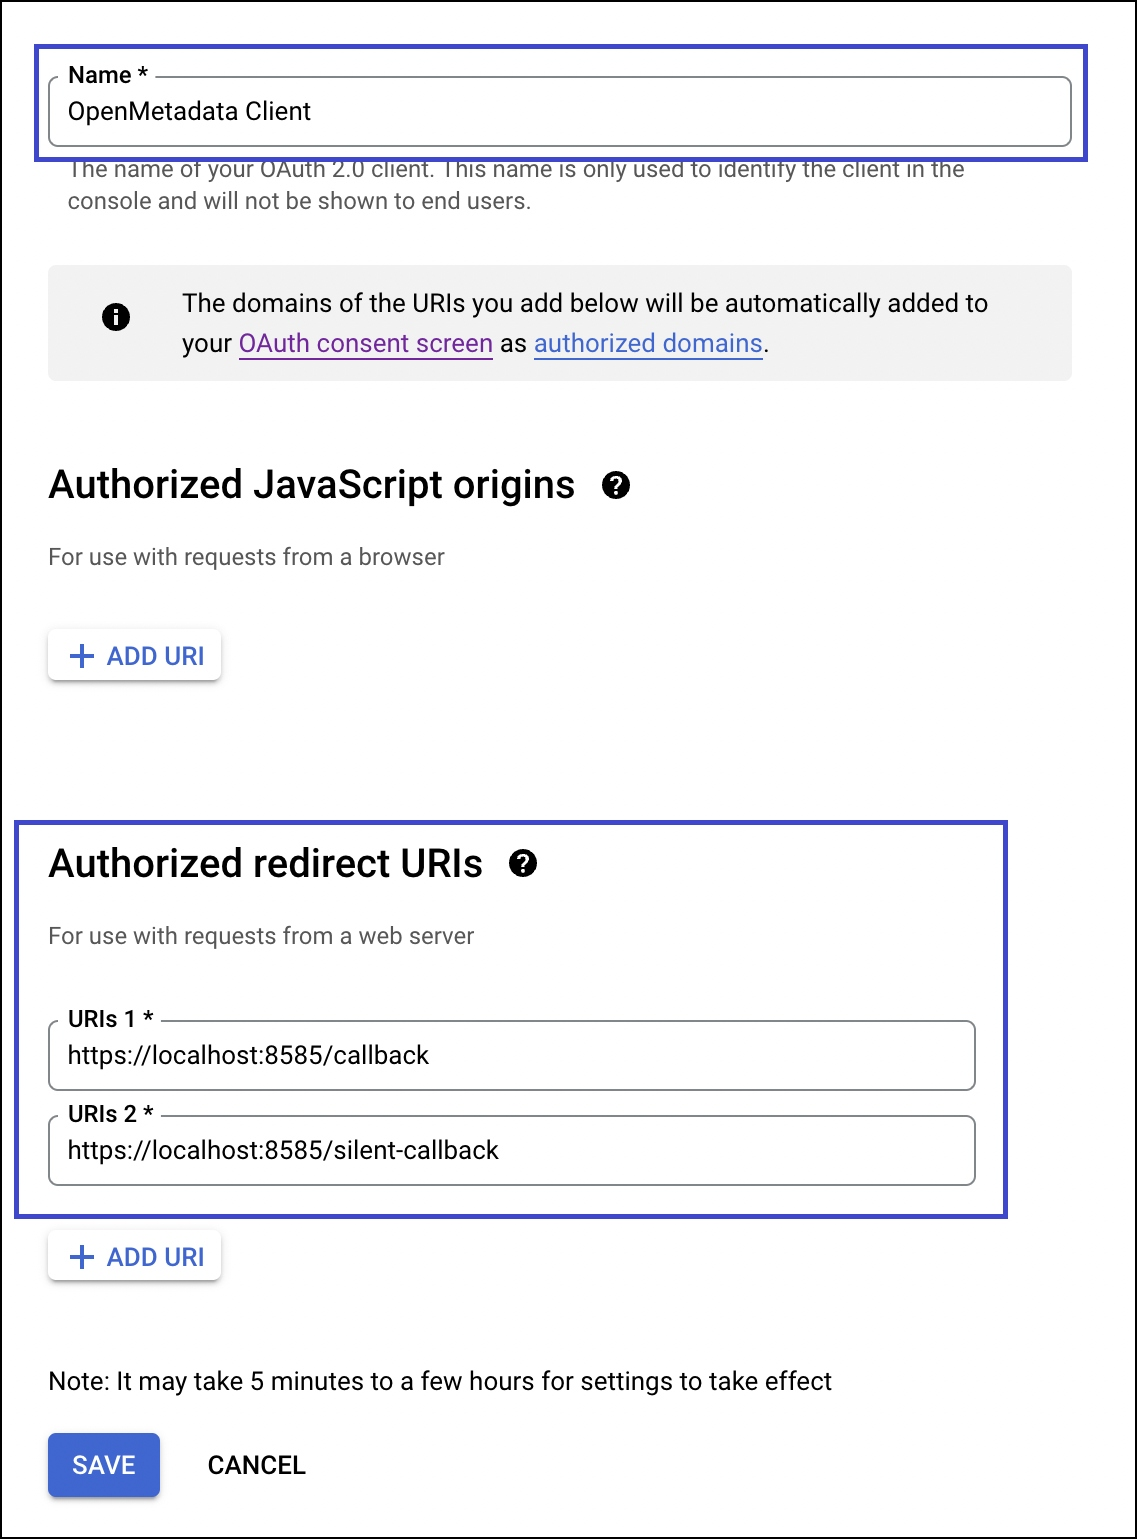 Name *
OpenMetadata Client
The name of your OAuth 2.0 client. This name is only used to identify the client in the
console and will not be shown to end users.
The domains of the URIs you add below will be automatically added to
your OAuth consent screen as authorized domains.
Authorized JavaScript origins
For use with requests from a browser
ADD URI
Authorized redirect URIs
For use with requests from a web server
URIs 1 *
https://localhost:8585/callback
URIs 2 *
https://localhost:8585/silent-callback
ADD URI
Note: It may take 5 minutes to a few hours for settings to take effect
SAVE CANCEL